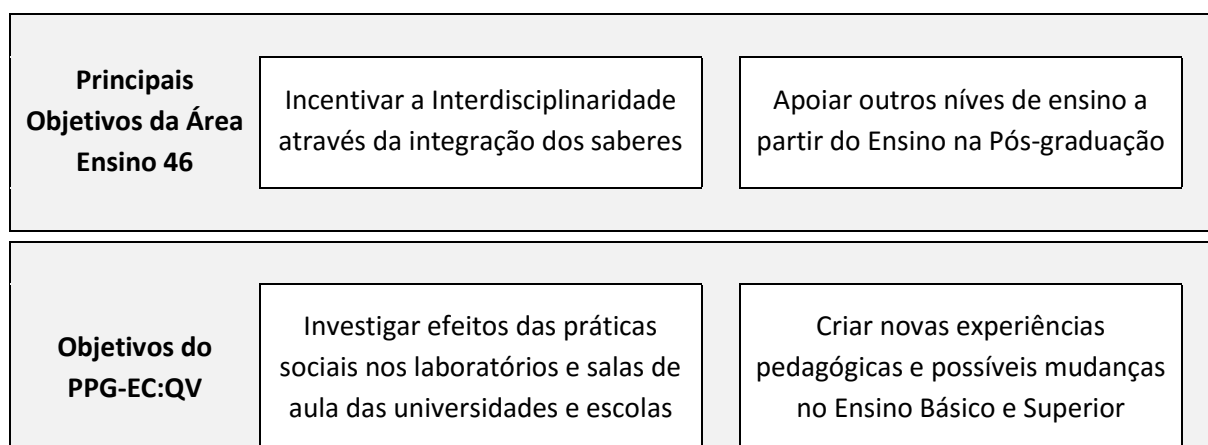 Principais
Objetivos da Área
Ensino 46
Incentivar a Interdisciplinaridade
através da integração dos saberes
Apoiar outros níves de ensino a
partir do Ensino na Pós-graduação
Objetivos do
PPG-EC:QV
Investigar efeitos das práticas
sociais nos laboratórios e salas de
aula das universidades e escolas
Criar novas experiências
pedagógicas e possíveis mudanças
no Ensino Básico e Superior